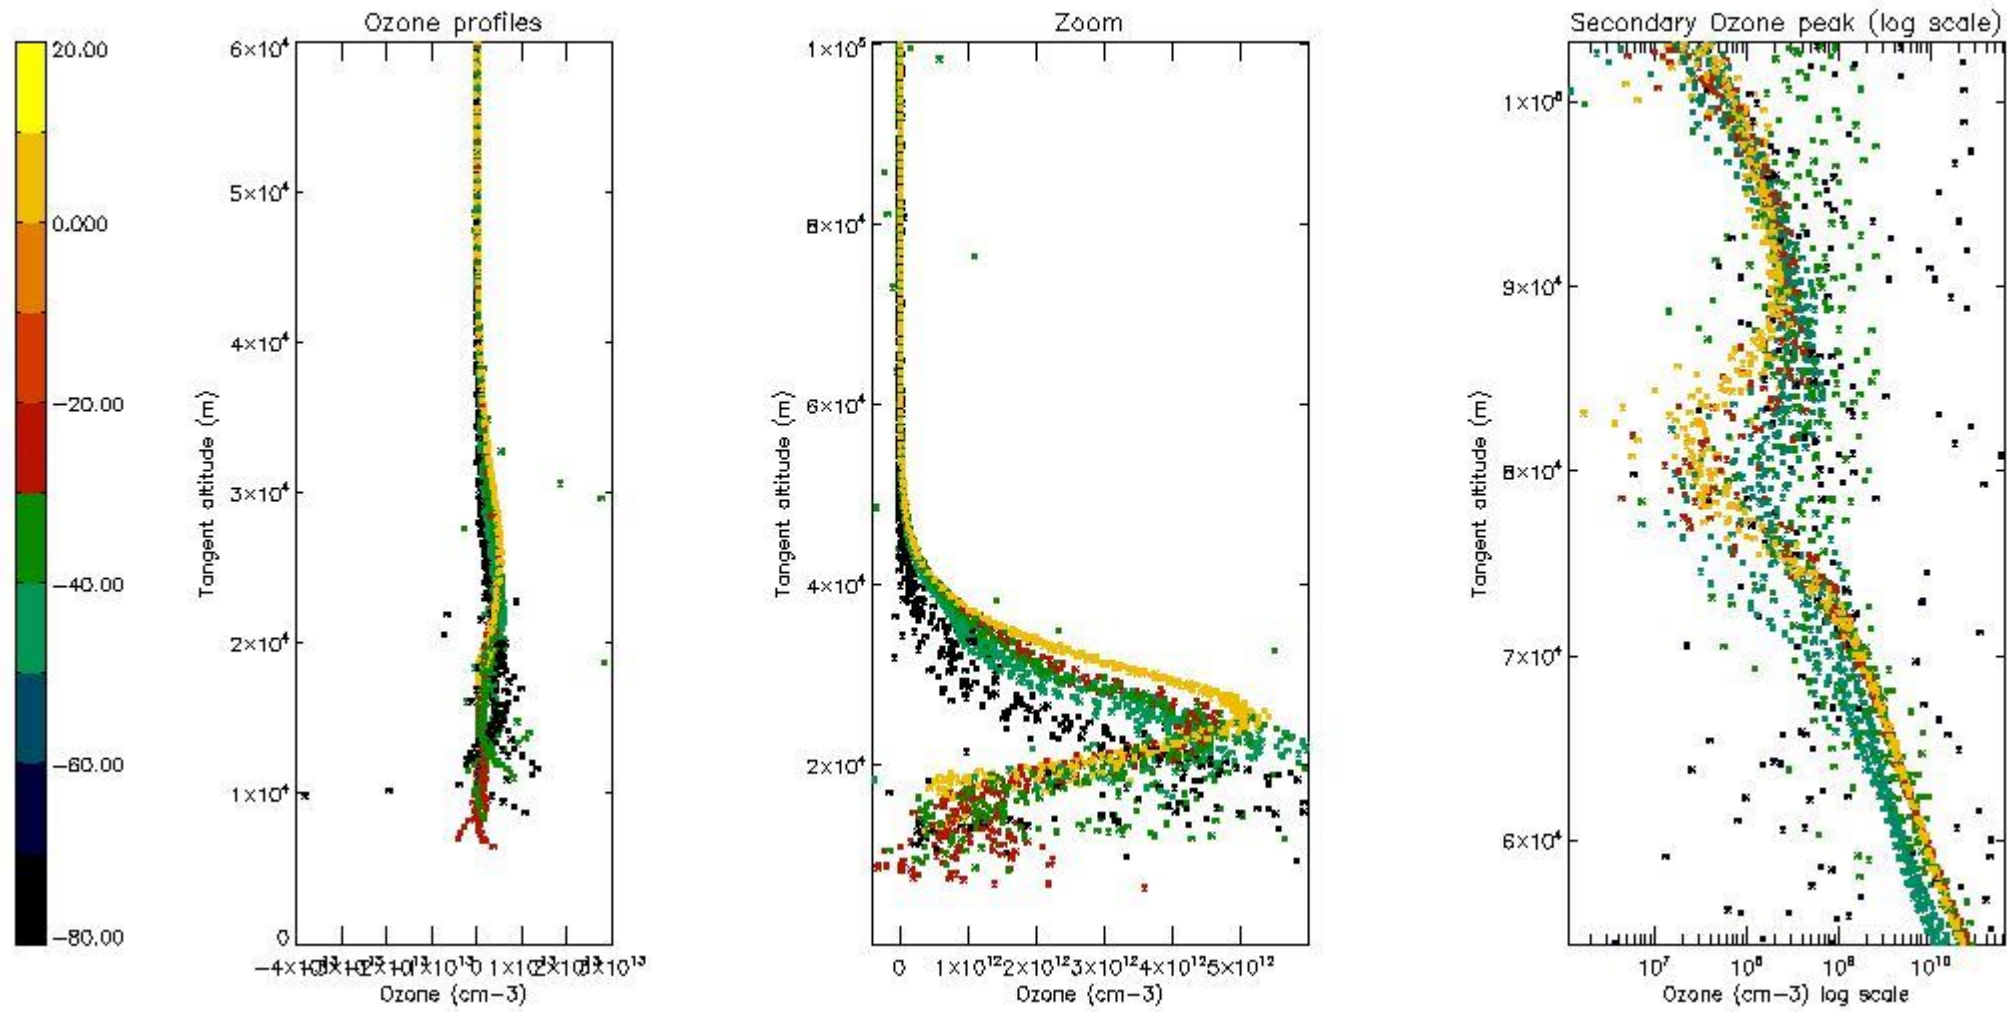 Ozone profiles
Zoom
Secondary Ozone peak (log scale)
20.00
0.000
−20.00
−40.00
−60.00
−80.00
6×10⁴
5×10⁴
4×10⁴
3×10⁴
2×10⁴
1×10⁴
0
Tangent altitude (m)
0
Ozone (cm−3)
1×10⁵
8×10⁴
6×10⁴
4×10⁴
2×10⁴
Tangent altitude (m)
0 1×10¹² 2×10¹² 3×10¹² 4×10¹² 5×10¹²
Ozone (cm−3)
1×10⁵
9×10⁴
8×10⁴
7×10⁴
6×10⁴
Tangent altitude (m)
10⁷ 10⁸ 10⁹ 10¹⁰
Ozone (cm−3) log scale